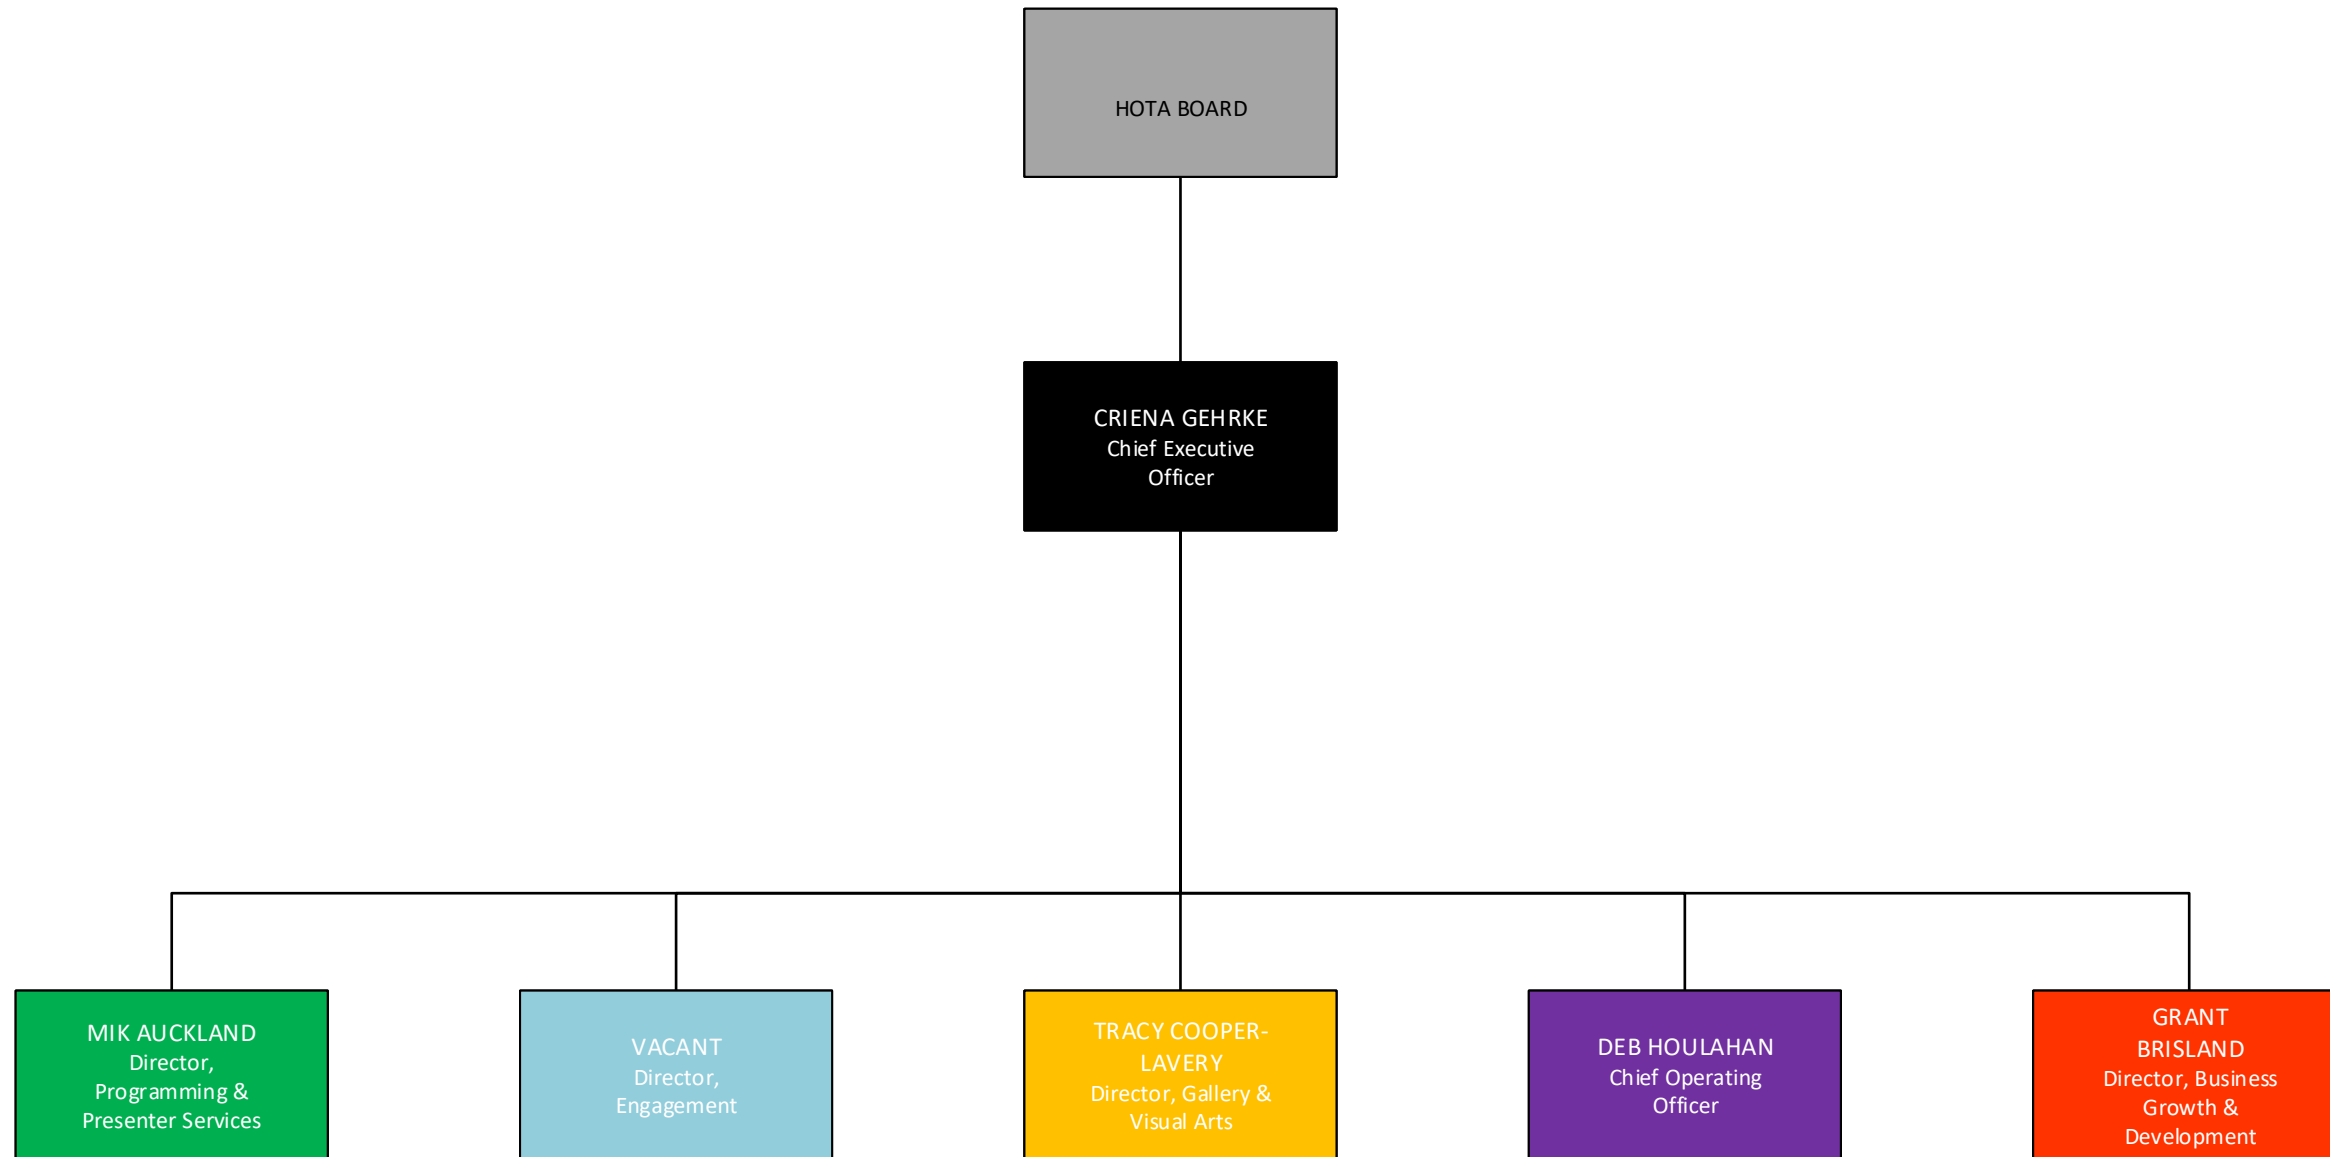 HOTA BOARD
CRIENA GEHRKE
Chief Executive
Officer
MIK AUCKLAND
Director,
Programming &
Presenter Services
VACANT
Director,
Engagement
TRACY COOPER-
LAVERY
Director, Gallery &
Visual Arts
DEB HOULAHAN
Chief Operating
Officer
GRANT
BRISLAND
Director, Business
Growth &
Development